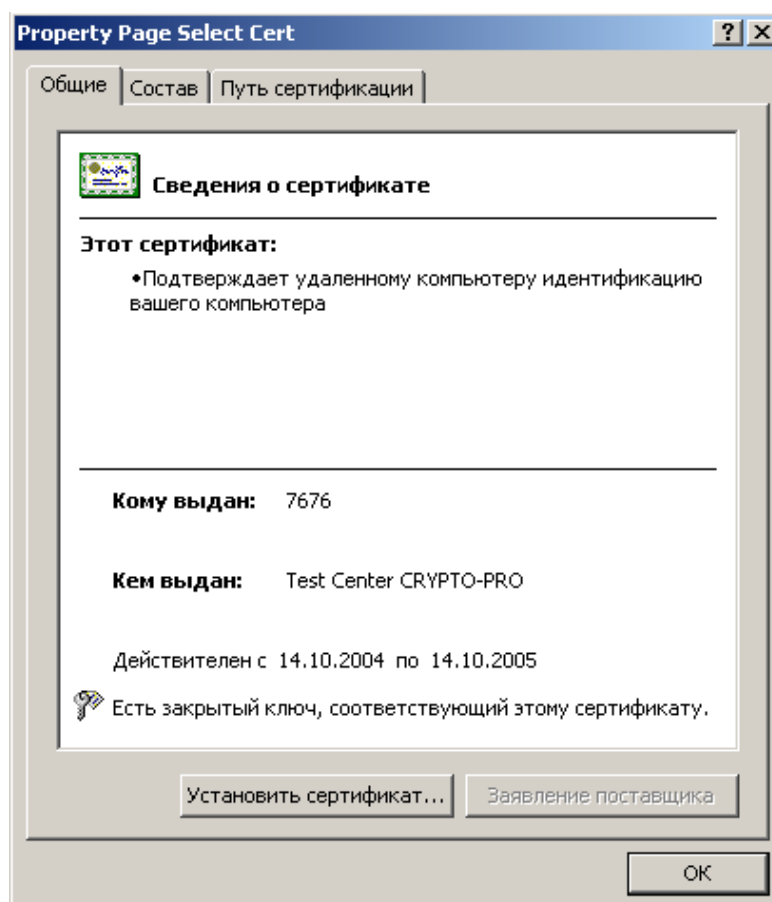 Property Page Select Cert
Общие Состав Путь сертификации
Сведения о сертификате
Этот сертификат:
•Подтверждает удаленному компьютеру идентификацию
вашего компьютера
Кому выдан: 7676
Кем выдан: Test Center CRYPTO-PRO
Действителен с 14.10.2004 по 14.10.2005
Есть закрытый ключ, соответствующий этому сертификату.
Установить сертификат... Заявление поставщика
ОК